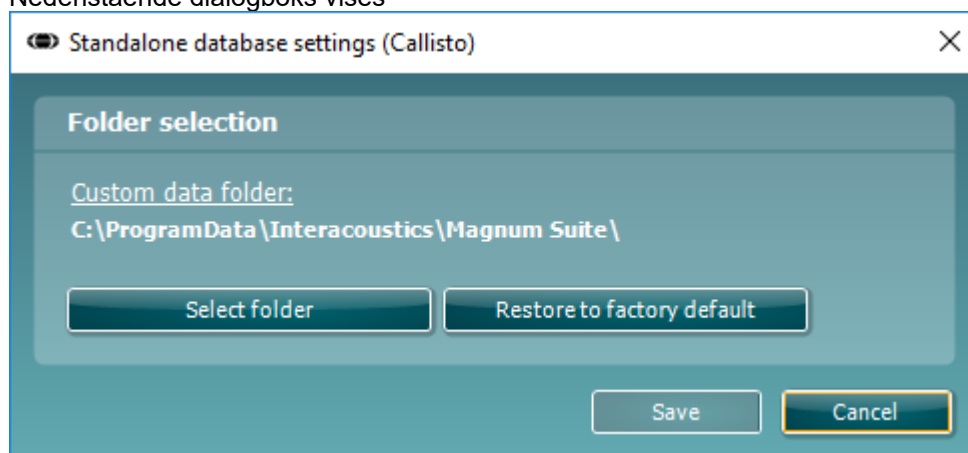 Nedenstående dialogboks vises
Standalone database settings (Callisto)
Folder selection
Custom data folder:
C:\ProgramData\Interacoustics\Magnum Suite\
Select folder
Restore to factory default
Save
Cancel